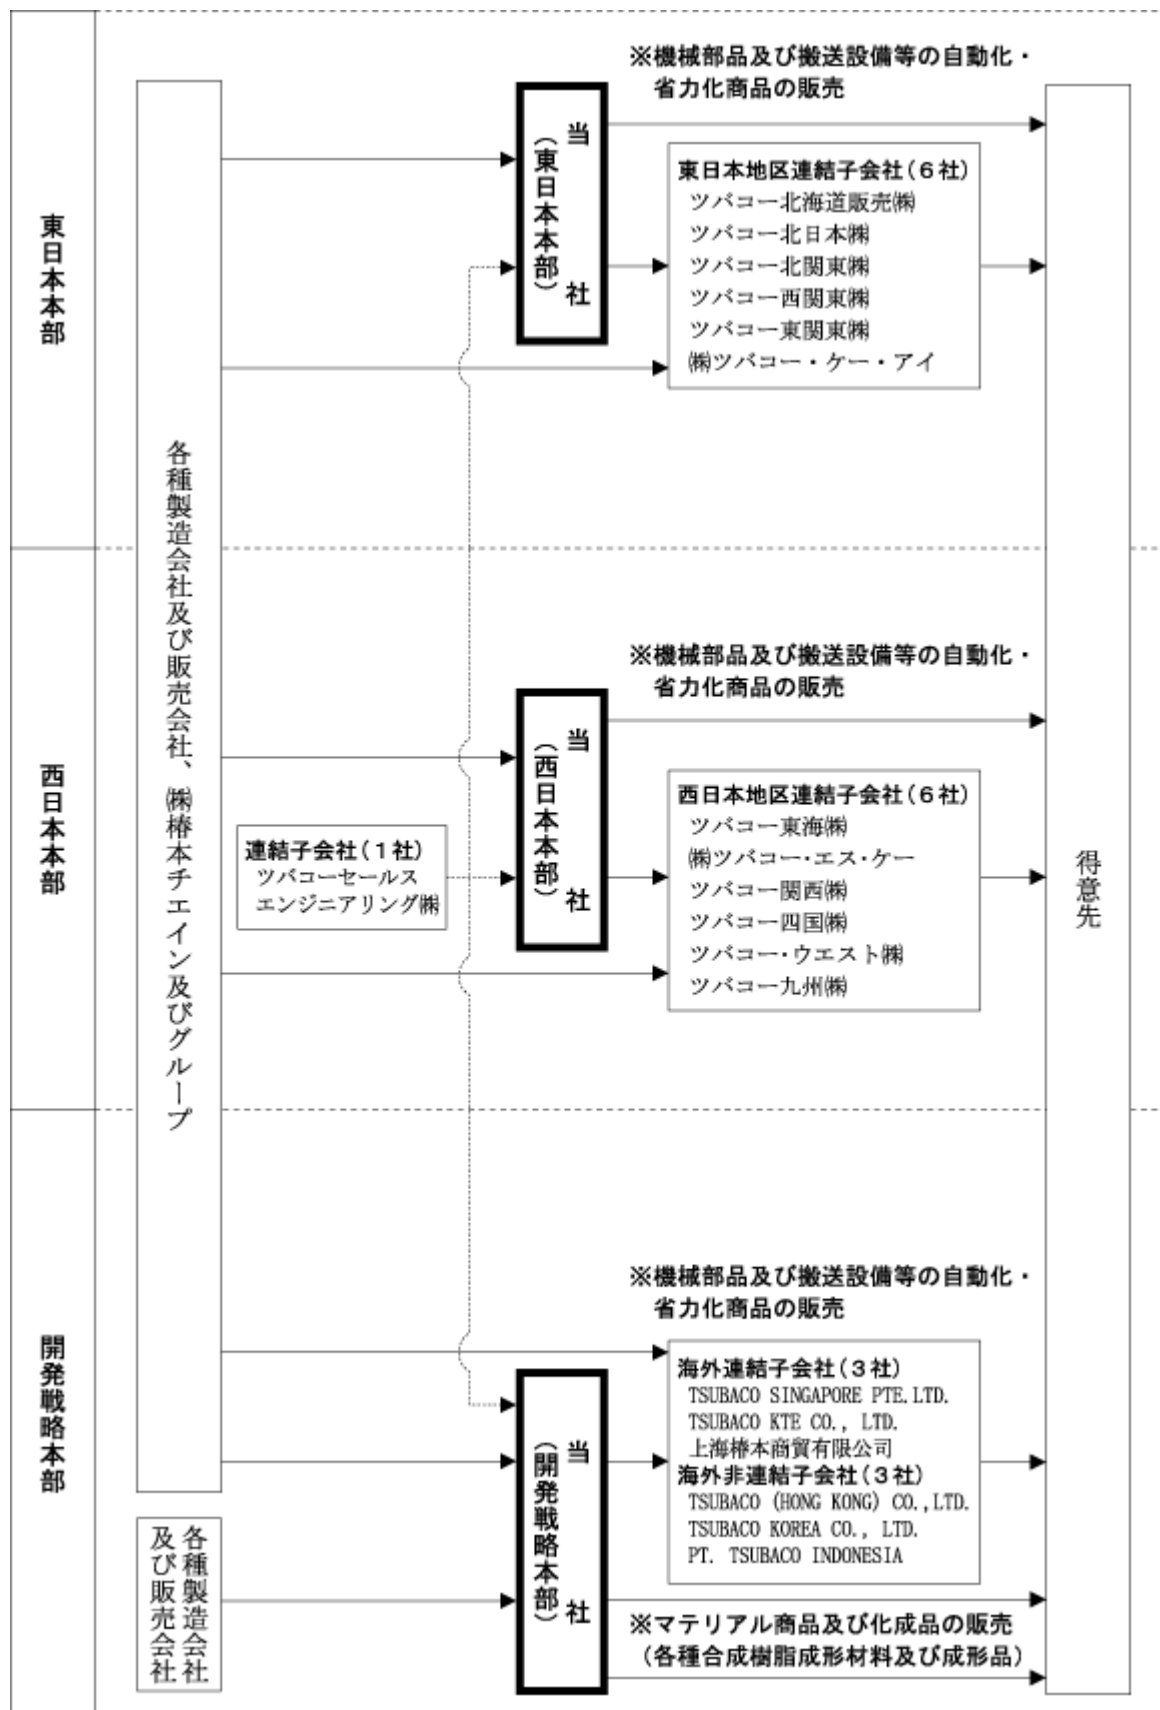 東日本本部
西日本本部
開発戦略本部
各種製造会社及び販売会社、㈱椿本チエイン及びグループ
各種製造会社
及び販売会社
※機械部品及び搬送設備等の自動化・
省力化商品の販売
当社
(東日本本部)
東日本地区連結子会社(6社)
ツバコー北海道販売㈱
ツバコー北日本㈱
ツバコー北関東㈱
ツバコー西関東㈱
ツバコー東関東㈱
㈱ツバコー・ケー・アイ
※機械部品及び搬送設備等の自動化・
省力化商品の販売
連結子会社(1社)
ツバコーセールス
エンジニアリング㈱
当社
(西日本本部)
西日本地区連結子会社(6社)
ツバコー東海㈱
㈱ツバコー・エス・ケー
ツバコー関西㈱
ツバコー四国㈱
ツバコー・ウエスト㈱
ツバコー九州㈱
※機械部品及び搬送設備等の自動化・
省力化商品の販売
当社
(開発戦略本部)
海外連結子会社(3社)
TSUBACO SINGAPORE PTE.LTD.
TSUBACO KTE CO., LTD.
上海椿本商貿有限公司
海外非連結子会社(3社)
TSUBACO (HONG KONG) CO.,LTD.
TSUBACO KOREA CO., LTD.
PT. TSUBACO INDONESIA
※マテリアル商品及び化成品の販売
(各種合成樹脂成形材料及び成形品)
得意先